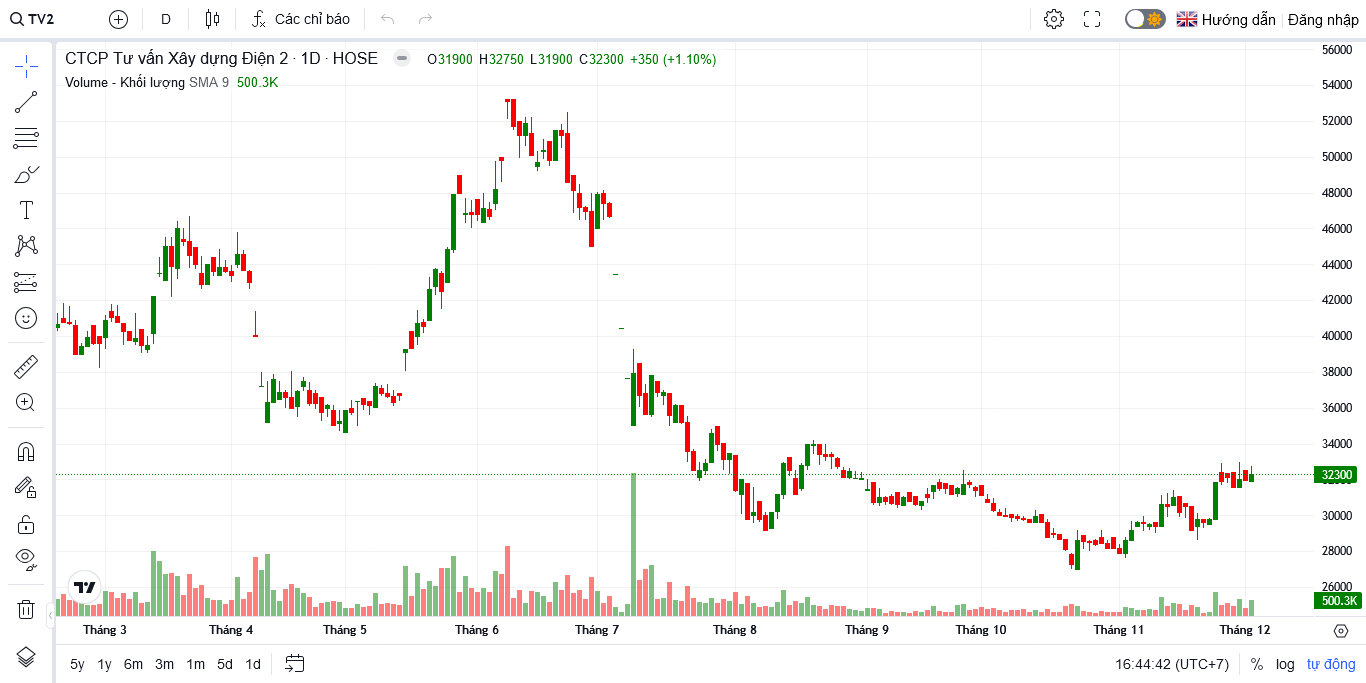 TV2 D Các chỉ báo Hướng dẫn Đăng nhập
CTCP Tư vấn Xây dựng Điện 2 · 1D · HOSE O31900 H32750 L31900 C32300 +350 (+1.10%)
Volume - Khối lượng SMA 9 500.3K
56000
54000
52000
50000
48000
46000
44000
42000
40000
38000
36000
34000
32300
30000
28000
26000
500.3K
Tháng 3 Tháng 4 Tháng 5 Tháng 6 Tháng 7 Tháng 8 Tháng 9 Tháng 10 Tháng 11 Tháng 12
5y 1y 6m 3m 1m 5d 1d 16:44:42 (UTC+7) % log tự động